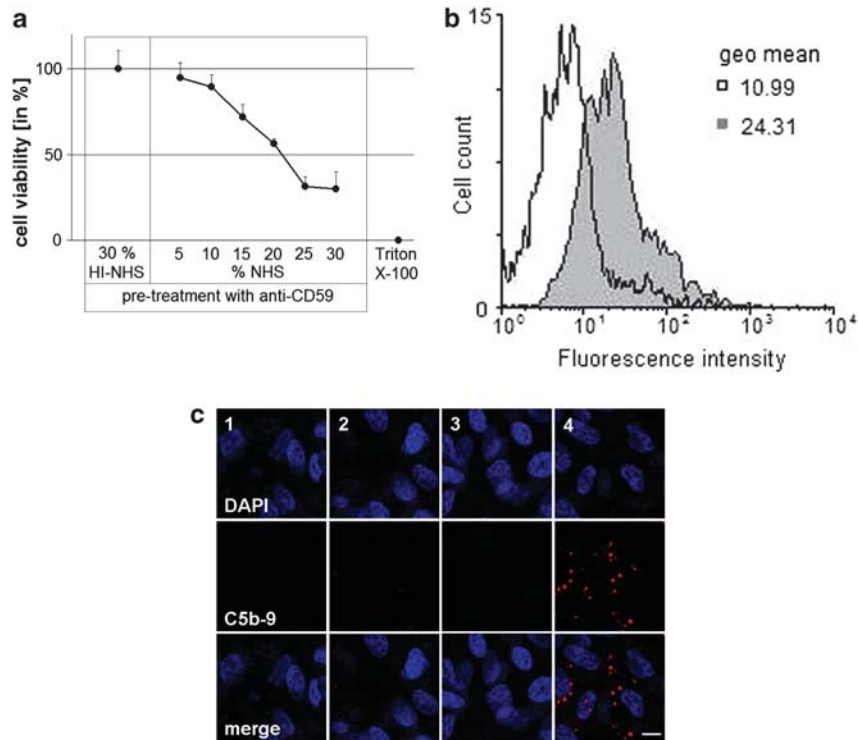 a
cell viability [in %]
100
50
0
30 % HI-NHS
5 10 15 20 25 30
% NHS
Triton X-100
pre-treatment with anti-CD59
b
15
Cell count
0
10⁰ 10¹ 10² 10³ 10⁴
Fluorescence intensity
geo mean
10.99
24.31
c
1 2 3 4
DAPI
C5b-9
merge